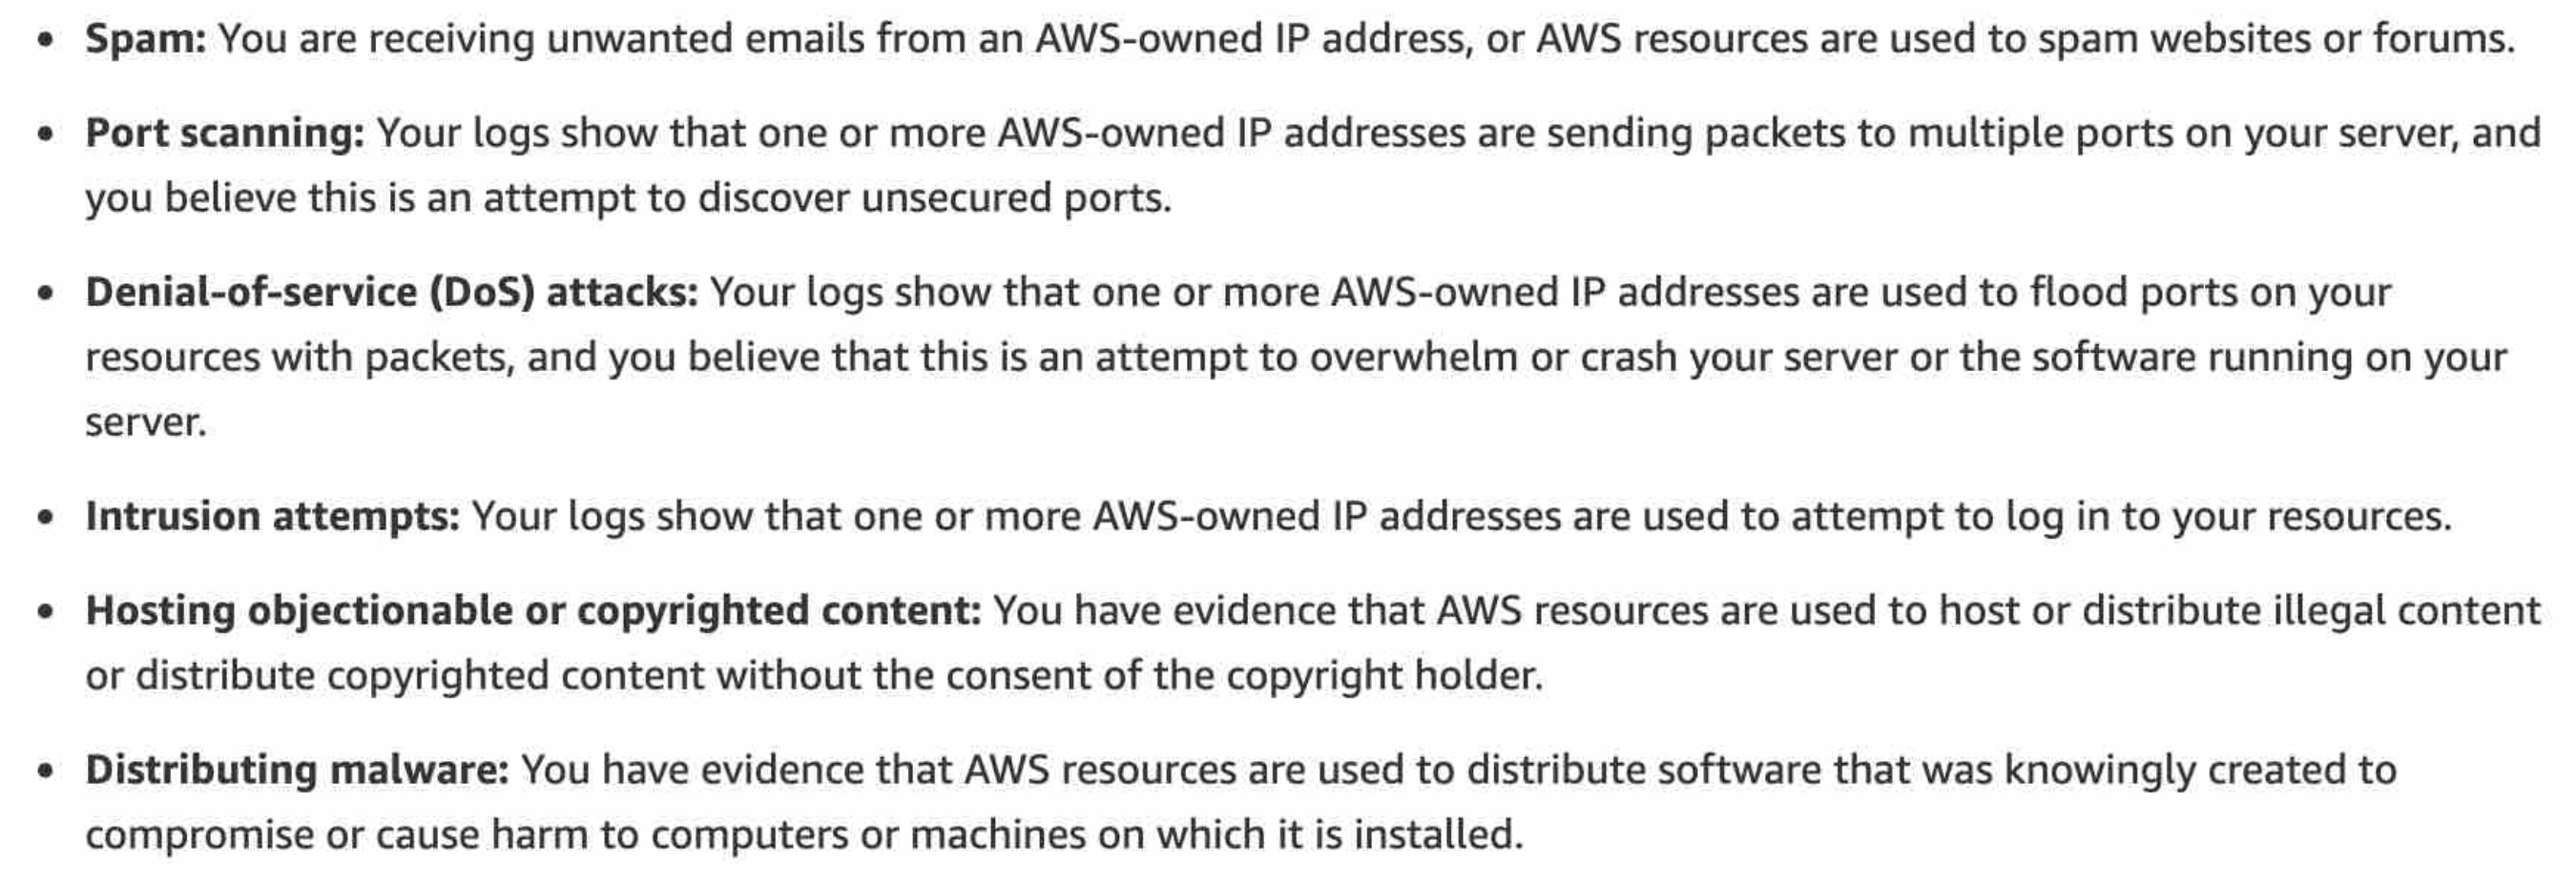 • Spam: You are receiving unwanted emails from an AWS-owned IP address, or AWS resources are used to spam websites or forums.
• Port scanning: Your logs show that one or more AWS-owned IP addresses are sending packets to multiple ports on your server, and
you believe this is an attempt to discover unsecured ports.
• Denial-of-service (DoS) attacks: Your logs show that one or more AWS-owned IP addresses are used to flood ports on your
resources with packets, and you believe that this is an attempt to overwhelm or crash your server or the software running on your
server.
• Intrusion attempts: Your logs show that one or more AWS-owned IP addresses are used to attempt to log in to your resources.
• Hosting objectionable or copyrighted content: You have evidence that AWS resources are used to host or distribute illegal content
or distribute copyrighted content without the consent of the copyright holder.
• Distributing malware: You have evidence that AWS resources are used to distribute software that was knowingly created to
compromise or cause harm to computers or machines on which it is installed.